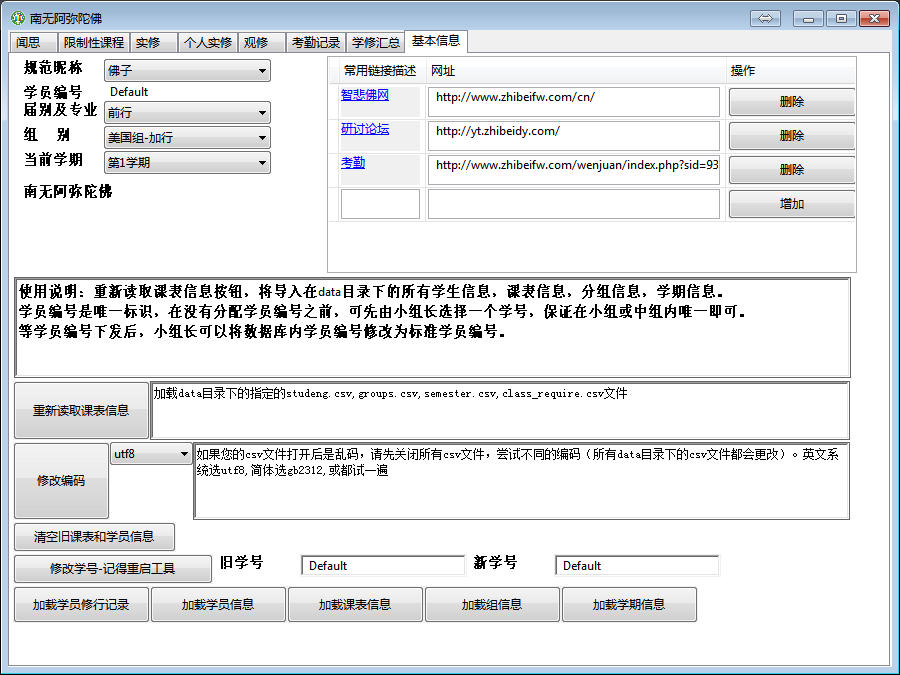 南无阿弥陀佛
闻思 限制性课程 实修 个人实修 观修 考勤记录 学修汇总 基本信息
规范昵称 佛子
学员编号 Default
届别及专业 前行
组 别 美国组-加行
当前学期 第1学期
南无阿弥陀佛
常用链接描述 网址 操作
智悲佛网 http://www.zhibeifw.com/cn/ 删除
研讨论坛 http://yt.zhibeidy.com/ 删除
考勤 http://www.zhibeifw.com/wenjuan/index.php?sid=93 删除
增加
使用说明：重新读取课表信息按钮，将导入在data目录下的所有学生信息，课表信息，分组信息，学期信息。
学员编号是唯一标识，在没有分配学员编号之前，可先由小组长选择一个学号，保证在小组或中组内唯一即可。
等学员编号下发后，小组长可以将数据库内学员编号修改为标准学员编号。
重新读取课表信息 加载data目录下的指定的studeng.csv,groups.csv,semester.csv,class_require.csv文件
修改编码 utf8 如果您的csv文件打开后是乱码，请先关闭所有csv文件，尝试不同的编码（所有data目录下的csv文件都会更改）。英文系
统选utf8,简体选gb2312,或都试一遍
清空旧课表和学员信息
修改学号-记得重启工具 旧学号 Default 新学号 Default
加载学员修行记录 加载学员信息 加载课表信息 加载组信息 加载学期信息